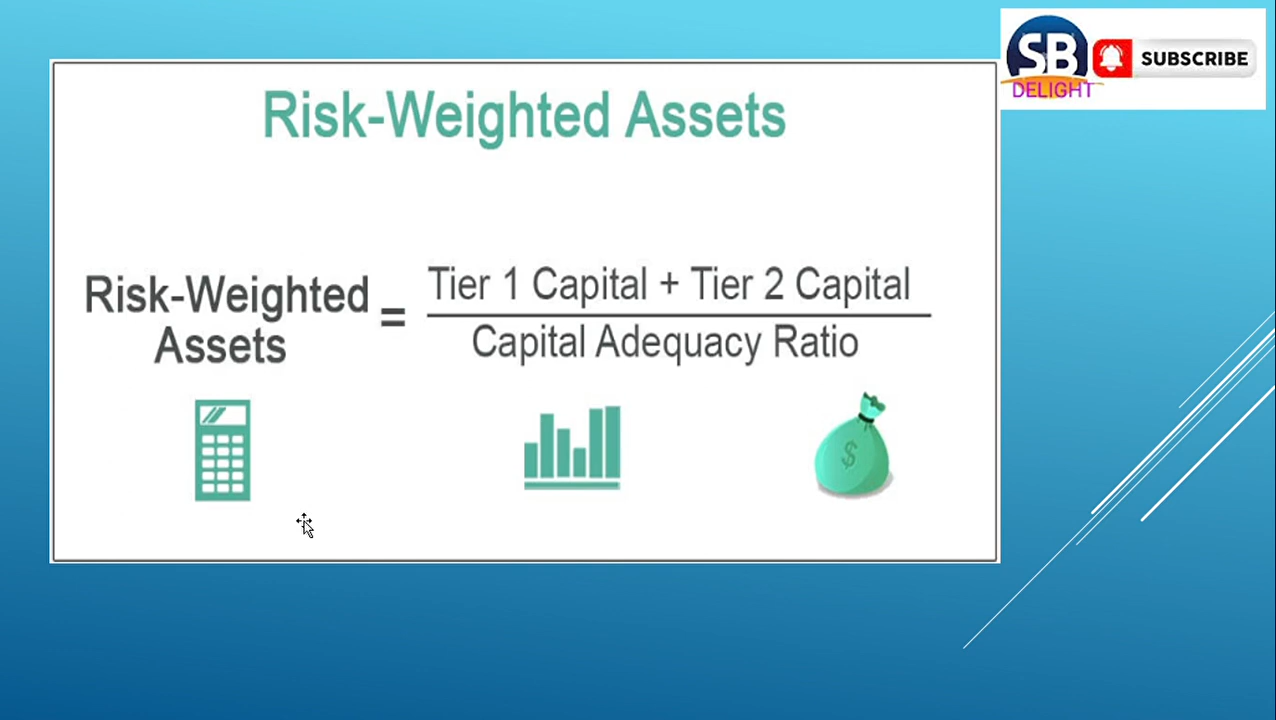 SB
DELIGHT
SUBSCRIBE
Risk-Weighted Assets
Risk-Weighted
Assets
=
Tier 1 Capital + Tier 2 Capital
Capital Adequacy Ratio
$